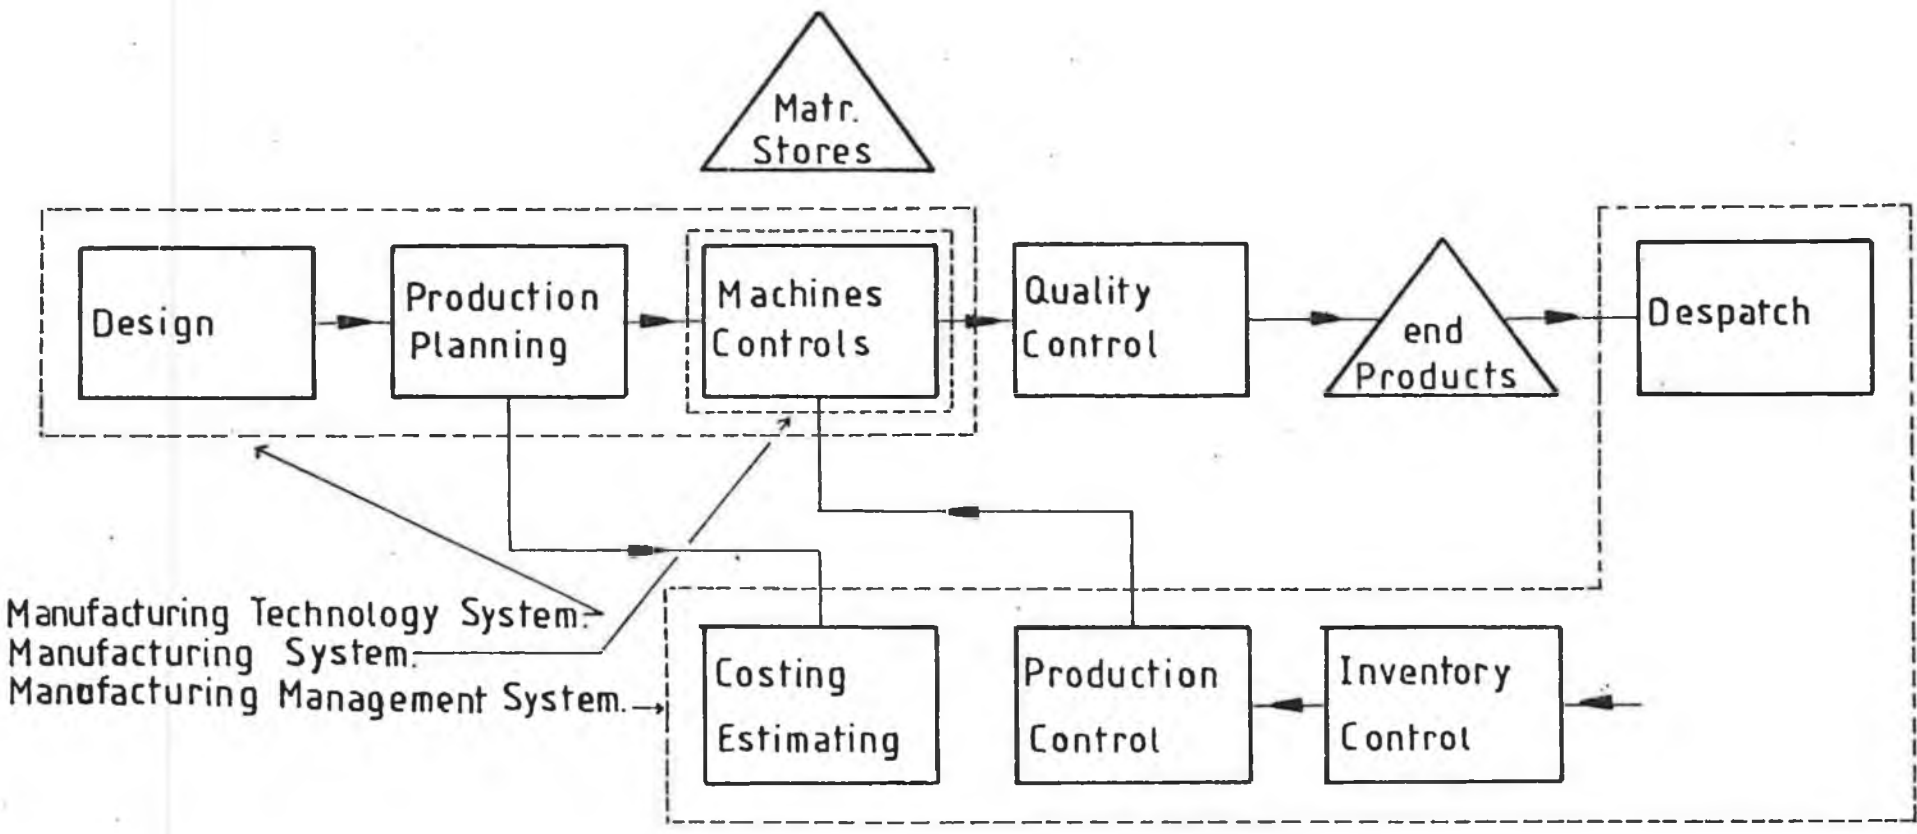 Matr.
Stores
Design
Production
Planning
Machines
Controls
Quality
Control
end
Products
Despatch
Manufacturing Technology System.
Manufacturing System.
Manufacturing Management System.
Costing
Estimating
Production
Control
Inventory
Control